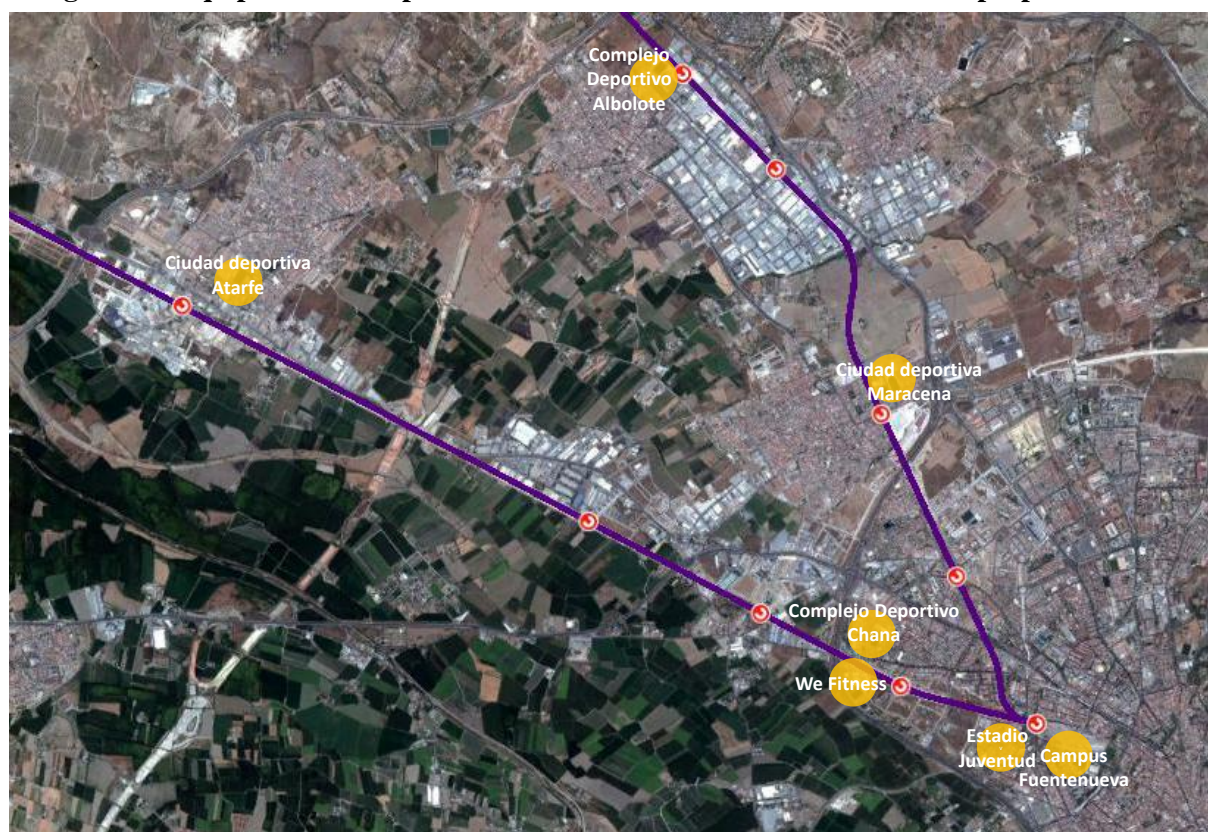 Complejo
Deportivo
Albolote
Ciudad deportiva
Atarfe
Ciudad deportiva
Maracena
Complejo Deportivo
Chana
We Fitness
Estadio
Juventud
Campus
Fuentenueva